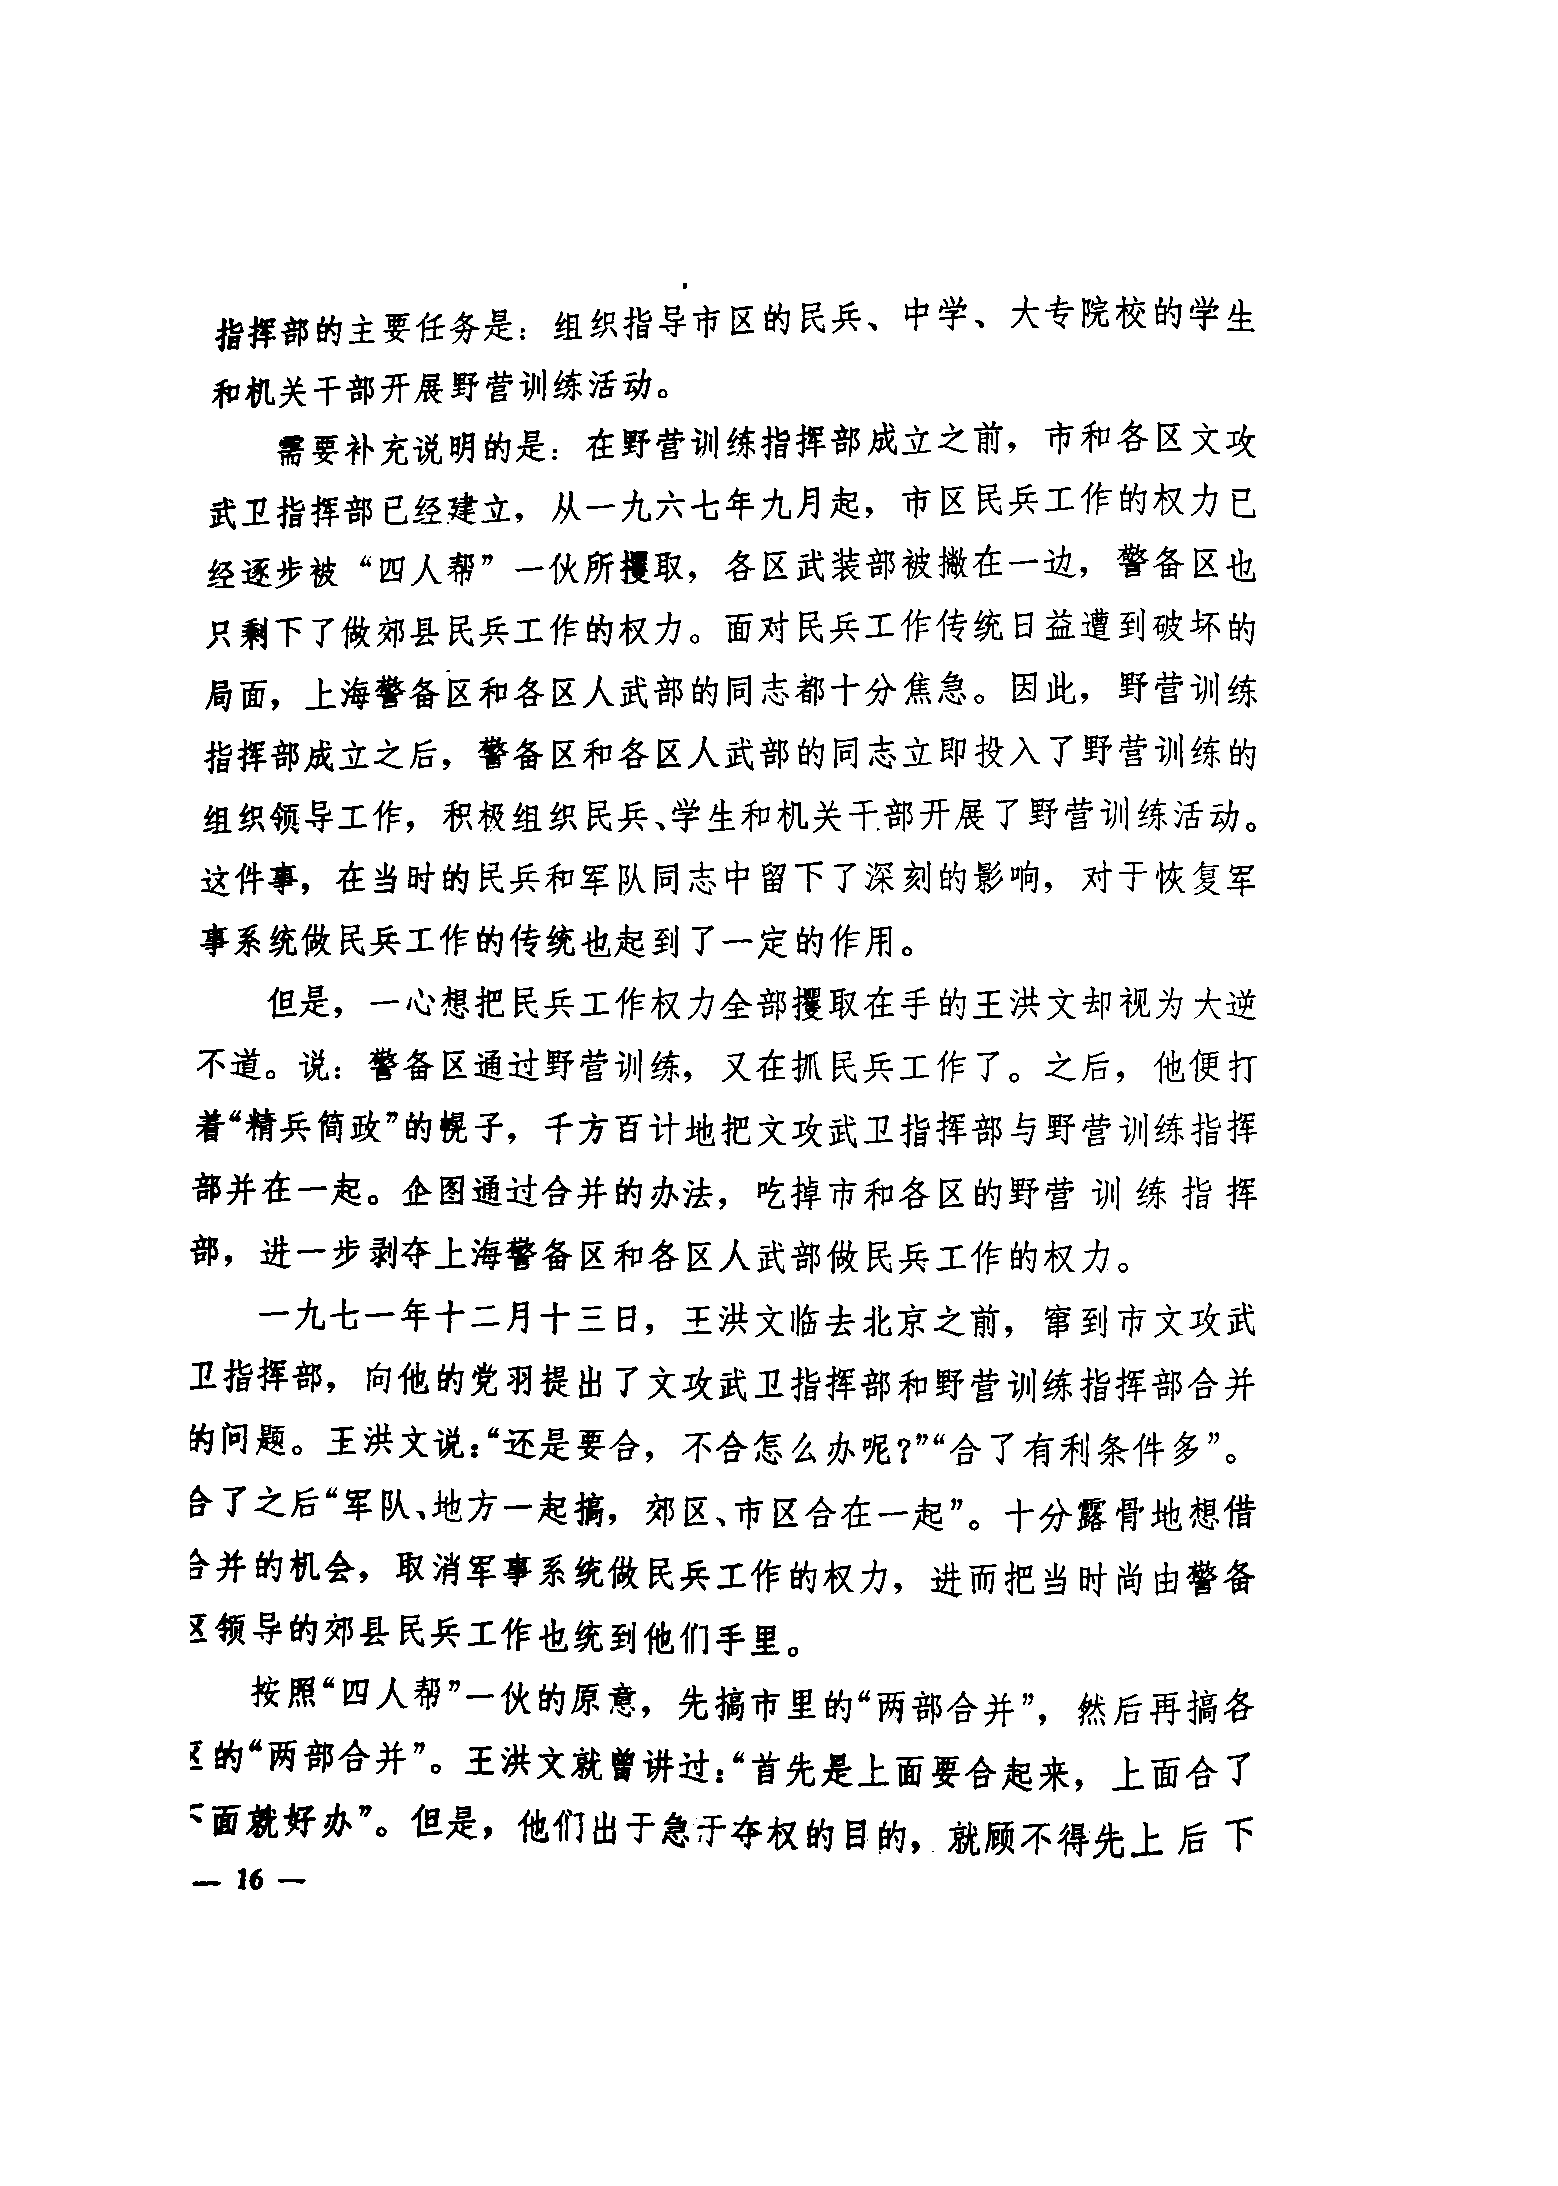 指挥部的主要任务是：组织指导市区的民兵、中学、大专院校的学生
和机关干部开展野营训练活动。
需要补充说明的是：在野营训练指挥部成立之前，市和各区文攻
武卫指挥部已经建立，从一九六七年九月起，市区民兵工作的权力已
经逐步被“四人帮”一伙所攫取，各区武装部被撇在一边，警备区也
只剩下了做郊县民兵工作的权力。面对民兵工作传统日益遭到破坏的
局面，上海警备区和各区人武部的同志都十分焦急。因此，野营训练
指挥部成立之后，警备区和各区人武部的同志立即投入了野营训练的
组织领导工作，积极组织民兵、学生和机关干部开展了野营训练活动。
这件事，在当时的民兵和军队同志中留下了深刻的影响，对于恢复军
事系统做民兵工作的传统也起到了一定的作用。
但是，一心想把民兵工作权力全部攫取在手的王洪文却视为大逆
不道。说：警备区通过野营训练，又在抓民兵工作了。之后，他便打
着“精兵简政”的幌子，千方百计地把文攻武卫指挥部与野营训练指挥
部并在一起。企图通过合并的办法，吃掉市和各区的野营训练指挥
部，进一步剥夺上海警备区和各区人武部做民兵工作的权力。
一九七一年十二月十三日，王洪文临去北京之前，窜到市文攻武
卫指挥部，向他的党羽提出了文攻武卫指挥部和野营训练指挥部合并
的问题。王洪文说：“还是要合，不合怎么办呢？”“合了有利条件多”。
合了之后“军队、地方一起搞，郊区、市区合在一起”。十分露骨地想借
合并的机会，取消军事系统做民兵工作的权力，进而把当时尚由警备
区领导的郊县民兵工作也统到他们手里。
按照“四人帮”一伙的原意，先搞市里的“两部合并”，然后再搞各
区的“两部合并”。王洪文就曾讲过：“首先是上面要合起来，上面合了
下面就好办”。但是，他们出于急于夺权的目的，就顾不得先上后下
— 16 —